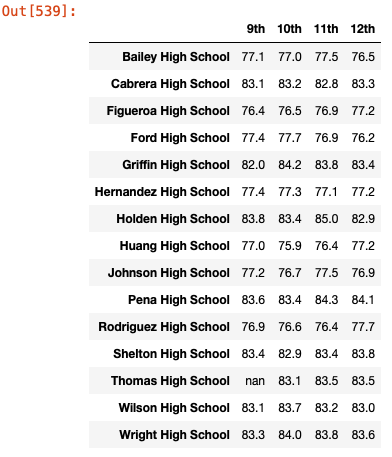 Out[539]:
9th 10th 11th 12th
Bailey High School 77.1 77.0 77.5 76.5
Cabrera High School 83.1 83.2 82.8 83.3
Figueroa High School 76.4 76.5 76.9 77.2
Ford High School 77.4 77.7 76.9 76.2
Griffin High School 82.0 84.2 83.8 83.4
Hernandez High School 77.4 77.3 77.1 77.2
Holden High School 83.8 83.4 85.0 82.9
Huang High School 77.0 75.9 76.4 77.2
Johnson High School 77.2 76.7 77.5 76.9
Pena High School 83.6 83.4 84.3 84.1
Rodriguez High School 76.9 76.6 76.4 77.7
Shelton High School 83.4 82.9 83.4 83.8
Thomas High School nan 83.1 83.5 83.5
Wilson High School 83.1 83.7 83.2 83.0
Wright High School 83.3 84.0 83.8 83.6